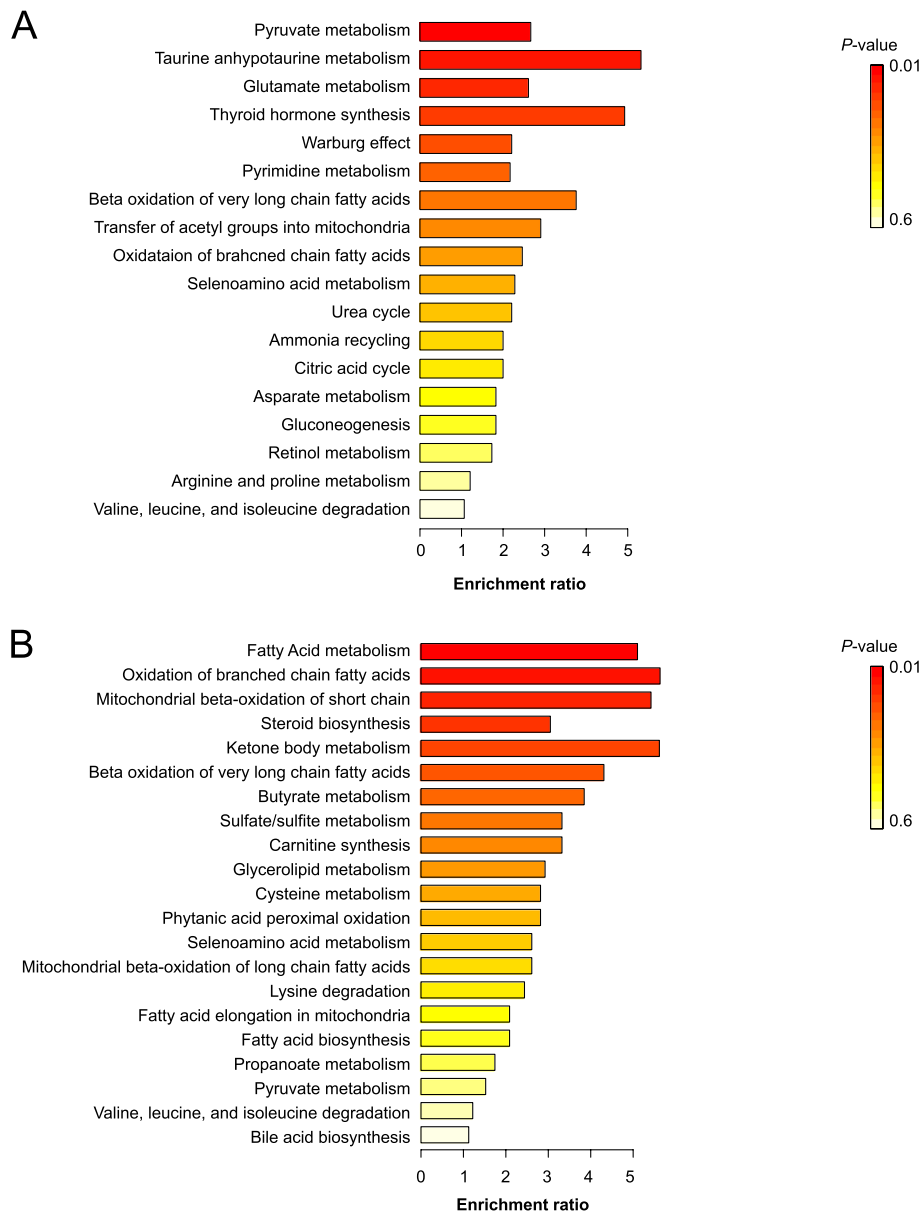 A
Pyruvate metabolism
Taurine anhypotaurine metabolism
Glutamate metabolism
Thyroid hormone synthesis
Warburg effect
Pyrimidine metabolism
Beta oxidation of very long chain fatty acids
Transfer of acetyl groups into mitochondria
Oxidataion of brahcned chain fatty acids
Selenoamino acid metabolism
Urea cycle
Ammonia recycling
Citric acid cycle
Asparate metabolism
Gluconeogenesis
Retinol metabolism
Arginine and proline metabolism
Valine, leucine, and isoleucine degradation
0 1 2 3 4 5
Enrichment ratio
P-value
0.01
0.6
B
Fatty Acid metabolism
Oxidation of branched chain fatty acids
Mitochondrial beta-oxidation of short chain
Steroid biosynthesis
Ketone body metabolism
Beta oxidation of very long chain fatty acids
Butyrate metabolism
Sulfate/sulfite metabolism
Carnitine synthesis
Glycerolipid metabolism
Cysteine metabolism
Phytanic acid peroximal oxidation
Selenoamino acid metabolism
Mitochondrial beta-oxidation of long chain fatty acids
Lysine degradation
Fatty acid elongation in mitochondria
Fatty acid biosynthesis
Propanoate metabolism
Pyruvate metabolism
Valine, leucine, and isoleucine degradation
Bile acid biosynthesis
0 1 2 3 4 5
Enrichment ratio
P-value
0.01
0.6